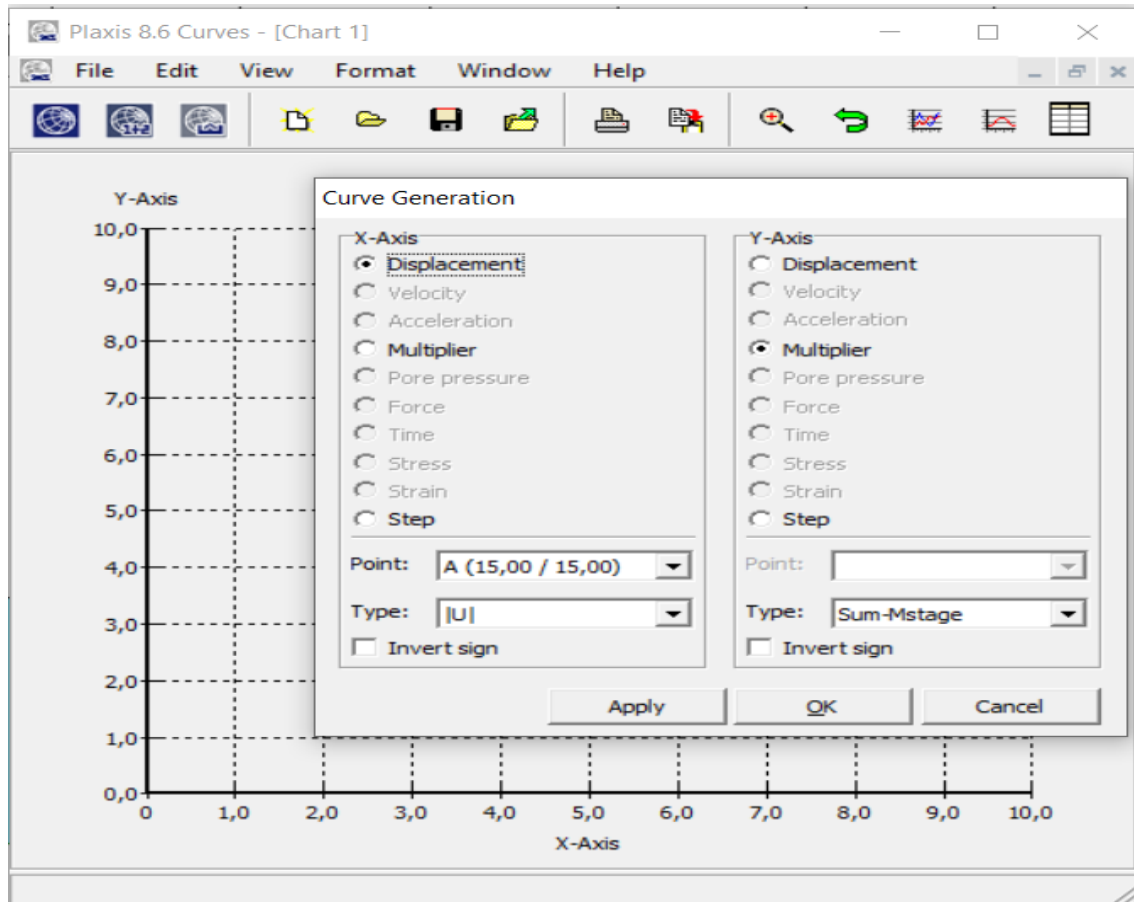 Plaxis 8.6 Curves - [Chart 1]
File Edit View Format Window Help
Y-Axis
10,0
9,0
8,0
7,0
6,0
5,0
4,0
3,0
2,0
1,0
0,0
0 1,0 2,0 3,0 4,0 5,0 6,0 7,0 8,0 9,0 10,0
X-Axis
Curve Generation
X-Axis
Displacement
Velocity
Acceleration
Multiplier
Pore pressure
Force
Time
Stress
Strain
Step
Point: A (15,00 / 15,00)
Type: |U|
Invert sign
Y-Axis
Displacement
Velocity
Acceleration
Multiplier
Pore pressure
Force
Time
Stress
Strain
Step
Point:
Type: Sum-Mstage
Invert sign
Apply OK Cancel